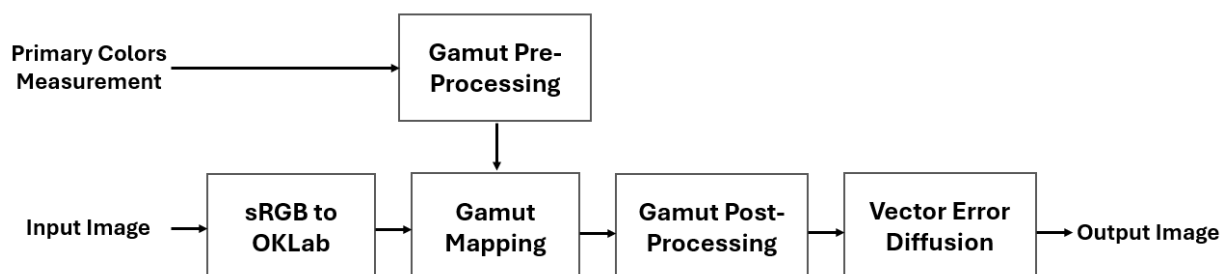 Primary Colors
Measurement
Gamut Pre-
Processing
Input Image
sRGB to
OKLab
Gamut
Mapping
Gamut Post-
Processing
Vector Error
Diffusion
Output Image